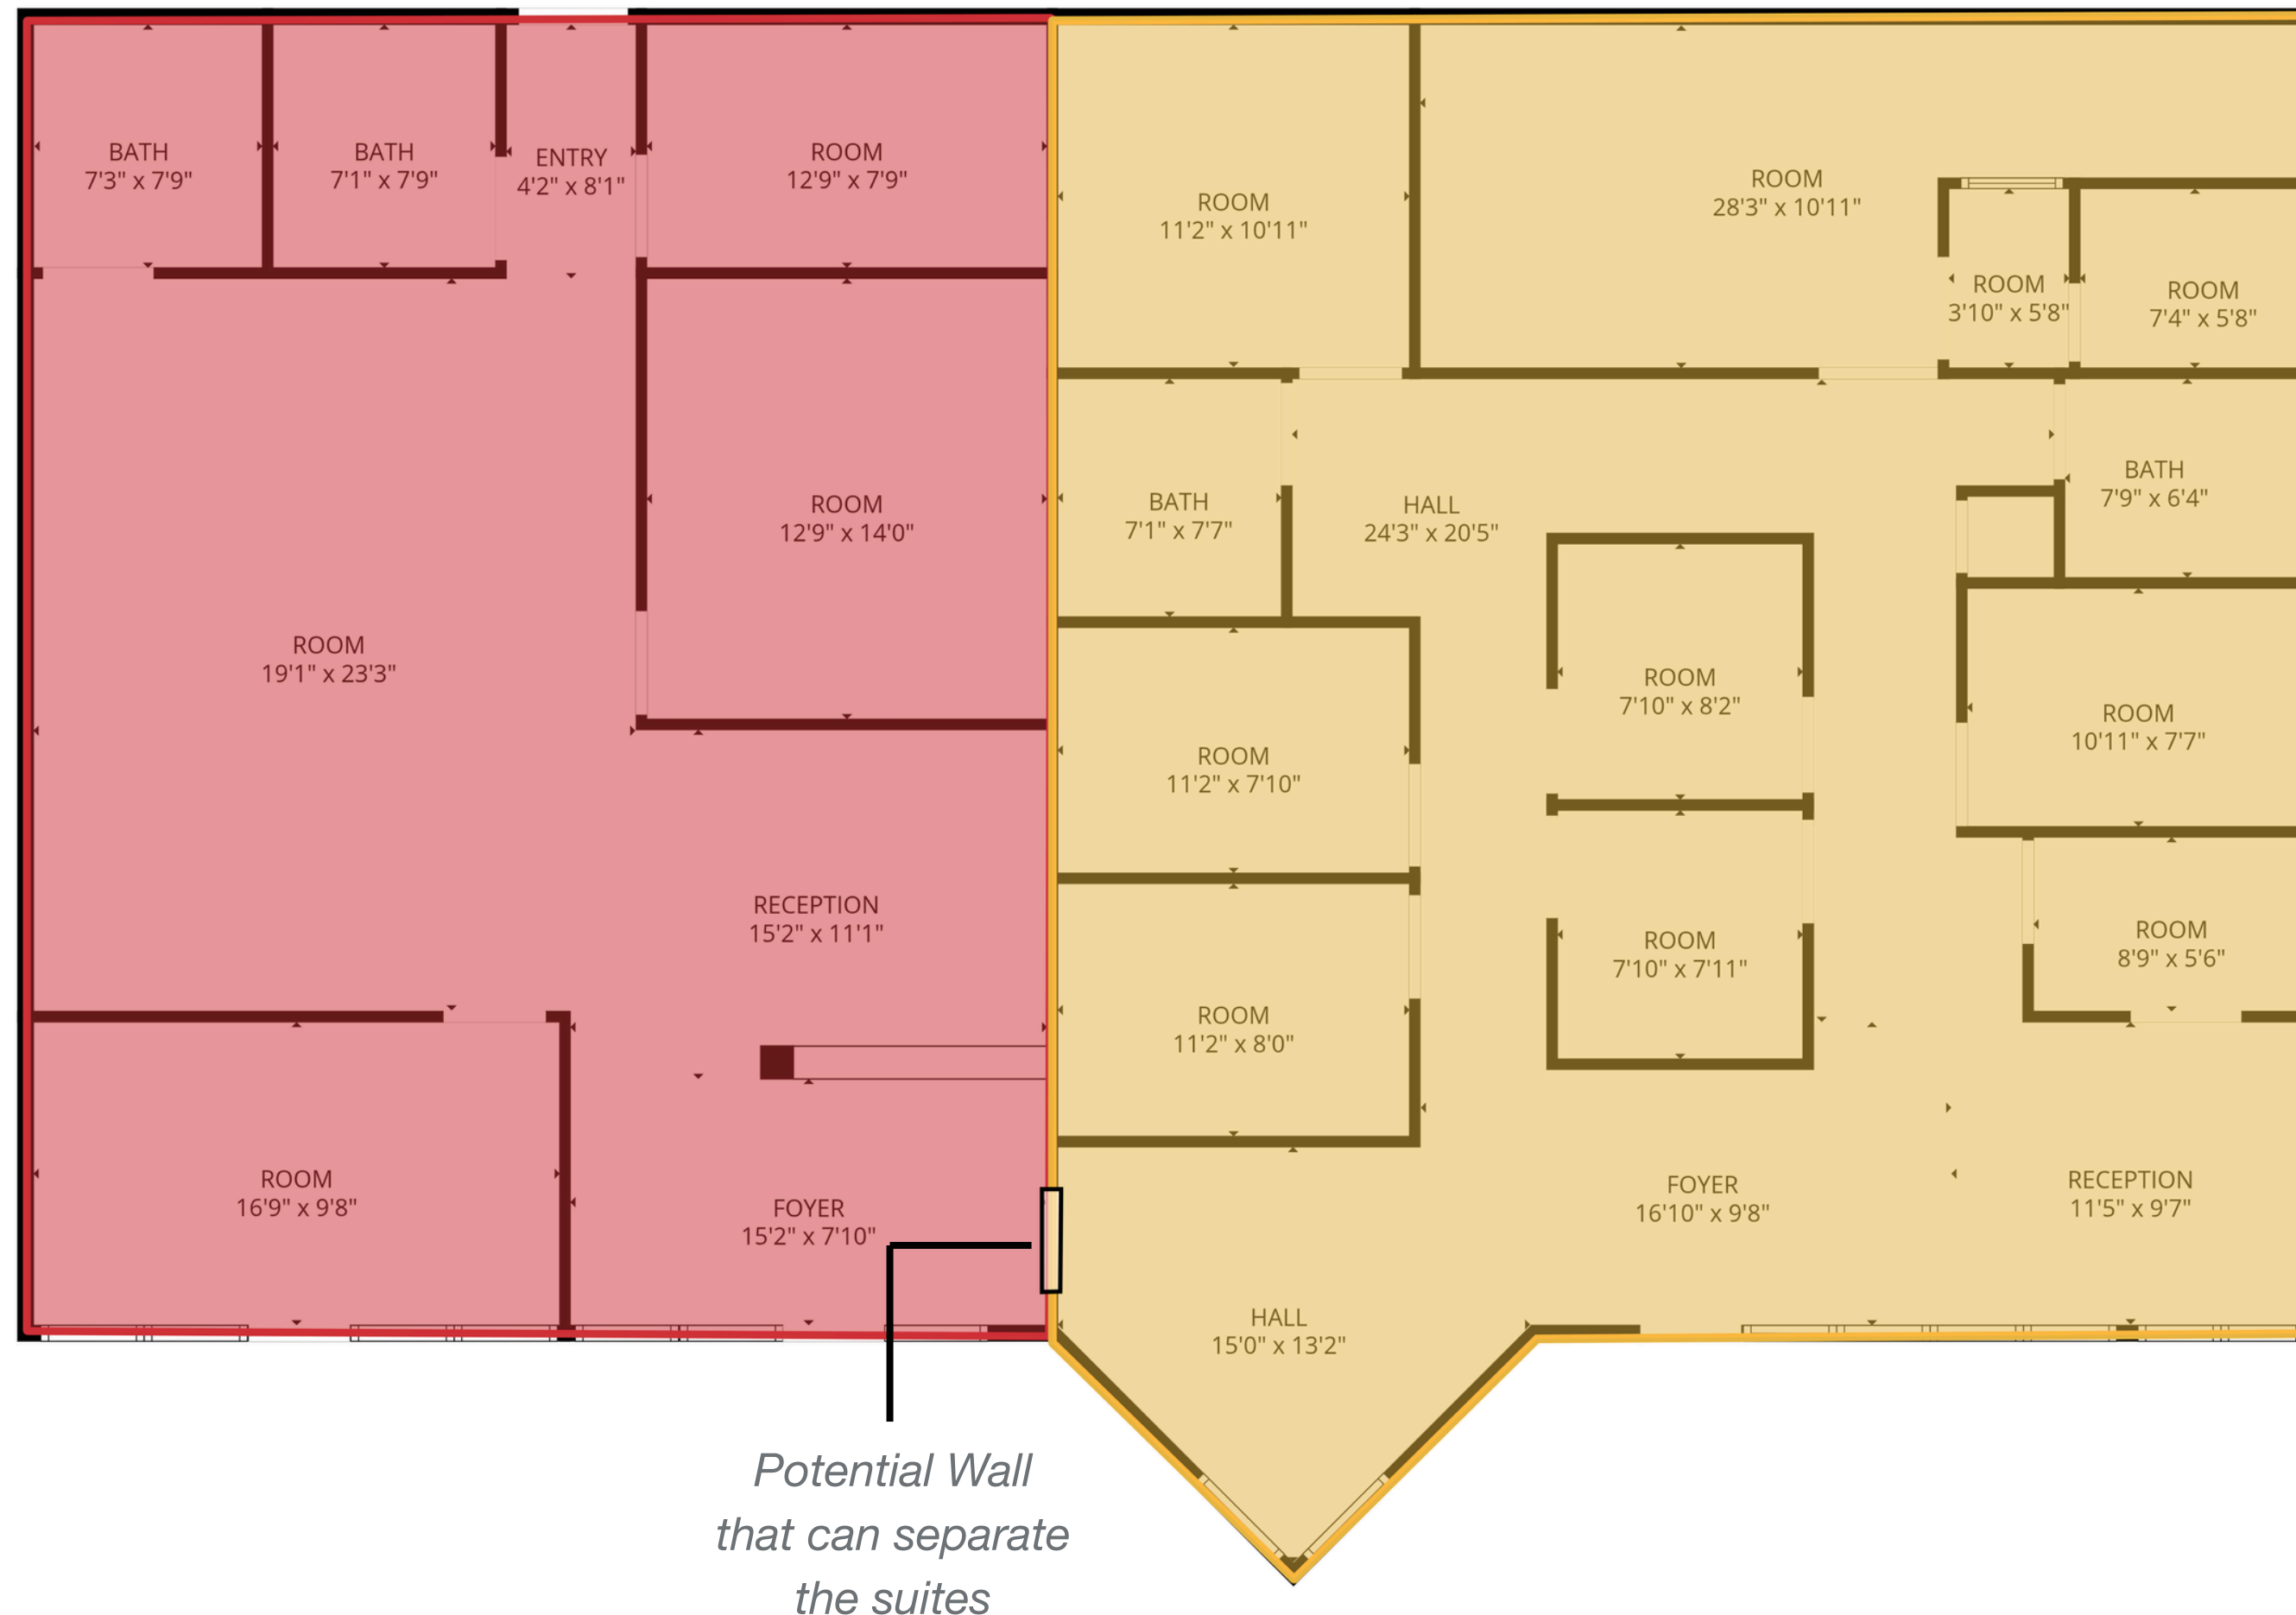 BATH
7'3" x 7'9"
BATH
7'1" x 7'9"
ENTRY
4'2" x 8'1"
ROOM
12'9" x 7'9"
ROOM
11'2" x 10'11"
ROOM
28'3" x 10'11"
ROOM
3'10" x 5'8"
ROOM
7'4" x 5'8"
ROOM
12'9" x 14'0"
BATH
7'1" x 7'7"
HALL
24'3" x 20'5"
BATH
7'9" x 6'4"
ROOM
19'1" x 23'3"
ROOM
11'2" x 7'10"
ROOM
7'10" x 8'2"
ROOM
10'11" x 7'7"
RECEPTION
15'2" x 11'1"
ROOM
11'2" x 8'0"
ROOM
7'10" x 7'11"
ROOM
8'9" x 5'6"
ROOM
16'9" x 9'8"
FOYER
15'2" x 7'10"
HALL
15'0" x 13'2"
FOYER
16'10" x 9'8"
RECEPTION
11'5" x 9'7"
Potential Wall
that can separate
the suites